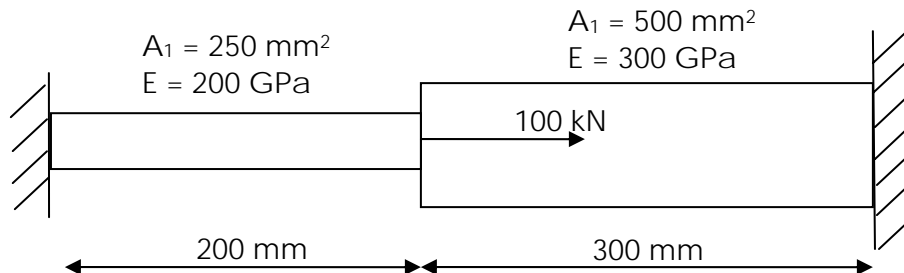 A₁ = 250 mm²
E = 200 GPa
A₁ = 500 mm²
E = 300 GPa
100 kN
200 mm
300 mm